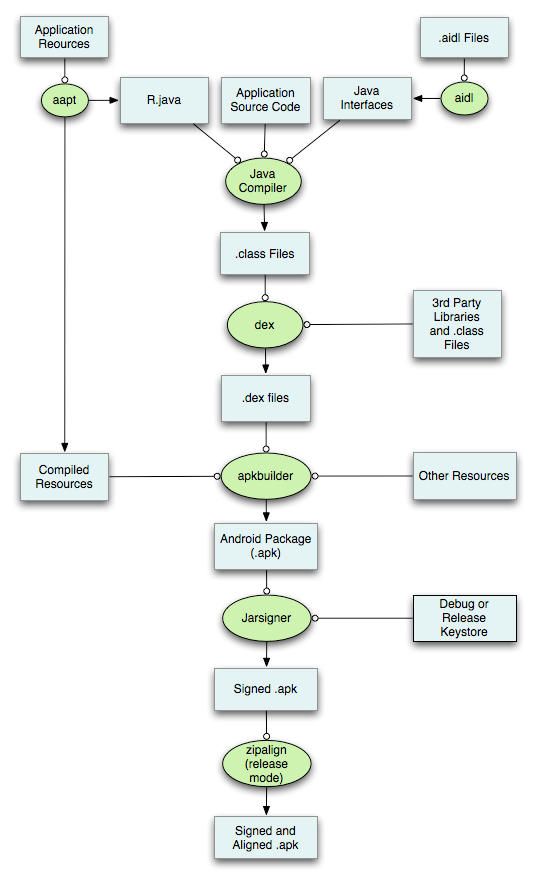 Application
Reources
.aidl Files
aapt
R.java
Application
Source Code
Java
Interfaces
aidl
Java
Compiler
.class Files
dex
3rd Party
Libraries
and .class
Files
.dex files
Compiled
Resources
apkbuilder
Other Resources
Android Package
(.apk)
Jarsigner
Debug or
Release
Keystore
Signed .apk
zipalign
(release
mode)
Signed and
Aligned .apk